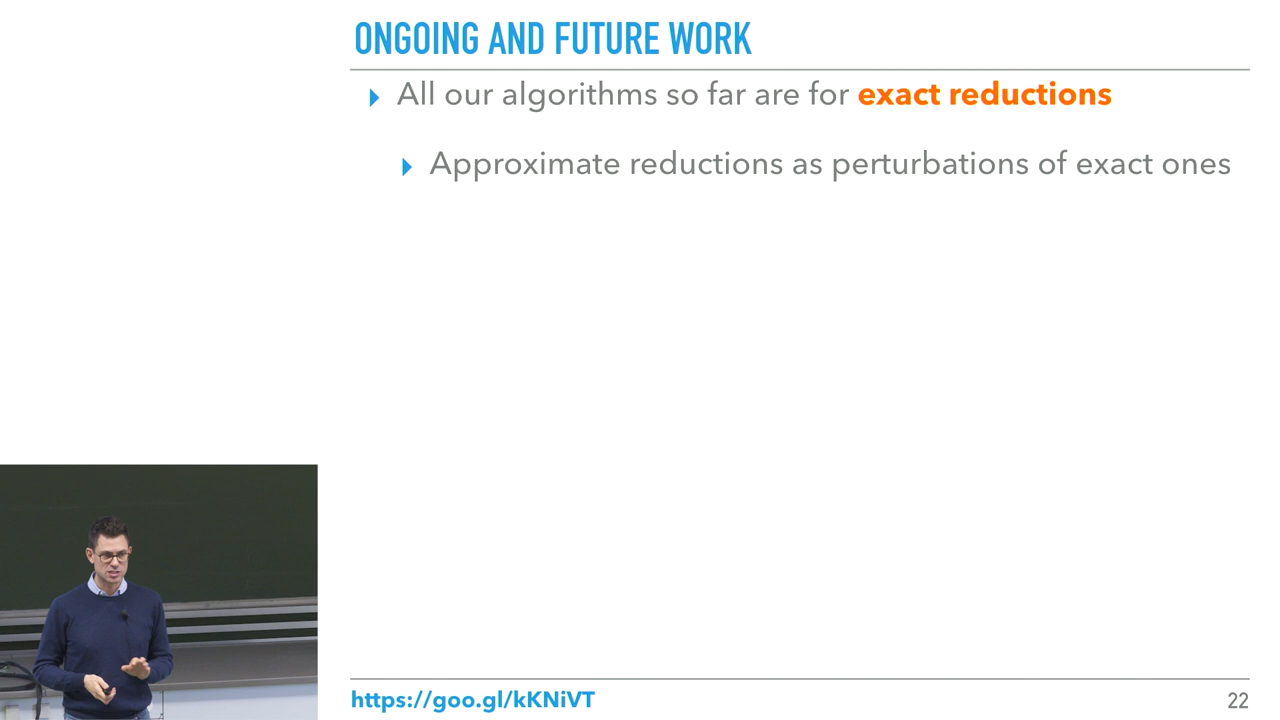 ONGOING AND FUTURE WORK
All our algorithms so far are for exact reductions
Approximate reductions as perturbations of exact ones
https://goo.gl/kKNiVT
22